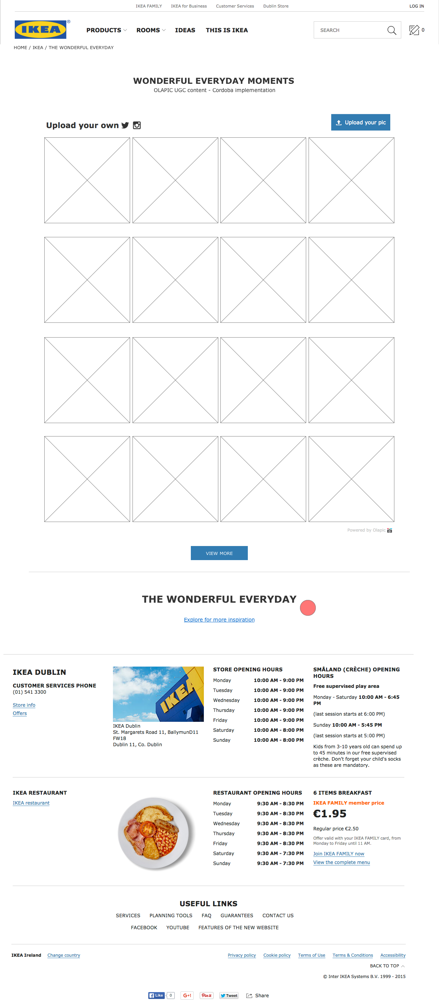 IKEA FAMILY IKEA for Business Customer Services Dublin Store LOG IN
IKEA ®
PRODUCTS ROOMS IDEAS THIS IS IKEA SEARCH 0
HOME / IKEA / THE WONDERFUL EVERYDAY
WONDERFUL EVERYDAY MOMENTS
OLAPIC UGC content - Cordoba implementation
Upload your own
Upload your pic
Powered by Olapic
VIEW MORE
THE WONDERFUL EVERYDAY
Explore for more inspiration
IKEA DUBLIN
CUSTOMER SERVICES PHONE
(01) 541 3300
Store info
Offers
IKEA
IKEA Dublin
St. Margarets Road 11, BallymunD11
FW18
Dublin 11, Co. Dublin
STORE OPENING HOURS
Monday 10:00 AM - 9:00 PM
Tuesday 10:00 AM - 9:00 PM
Wednesday 10:00 AM - 9:00 PM
Thursday 10:00 AM - 9:00 PM
Friday 10:00 AM - 9:00 PM
Saturday 10:00 AM - 8:00 PM
Sunday 10:00 AM - 8:00 PM
SMÅLAND (CRÈCHE) OPENING
HOURS
Free supervised play area
Monday - Saturday 10:00 AM - 6:45
PM
(last session starts at 6:00 PM)
Sunday 10:00 AM - 5:45 PM
(last session starts at 5:00 PM)
Kids from 3-10 years old can spend up
to 45 minutes in our free supervised
crèche. Don't forget your child's socks
as these are mandatory.
IKEA RESTAURANT
IKEA restaurant
RESTAURANT OPENING HOURS
Monday 9:30 AM - 8:30 PM
Tuesday 9:30 AM - 8:30 PM
Wednesday 9:30 AM - 8:30 PM
Thursday 9:30 AM - 8:30 PM
Friday 9:30 AM - 8:30 PM
Saturday 9:30 AM - 7:30 PM
Sunday 9:30 AM - 7:30 PM
6 ITEMS BREAKFAST
IKEA FAMILY member price
€1.95
Regular price €2.50
Offer valid with your IKEA FAMILY card, from
Monday to Friday until 11 AM.
Join IKEA FAMILY now
View the complete menu
USEFUL LINKS
SERVICES PLANNING TOOLS FAQ GUARANTEES CONTACT US
FACEBOOK YOUTUBE FEATURES OF THE NEW WEBSITE
IKEA Ireland Change country Privacy policy Cookie policy Terms of Use Terms & Conditions Accessibility
BACK TO TOP
© Inter IKEA Systems B.V. 1999 - 2015
Like 0 G+1 Pin it Tweet Share